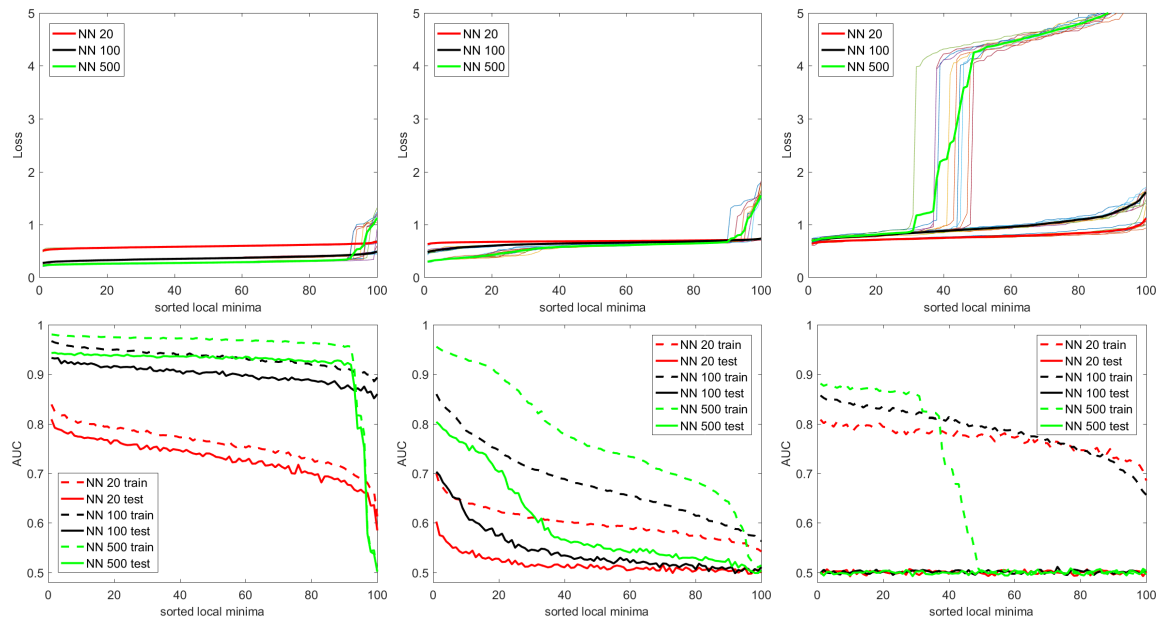 5
4
3
2
1
0
Loss
NN 20
NN 100
NN 500
0 20 40 60 80 100
sorted local minima
5
4
3
2
1
0
Loss
NN 20
NN 100
NN 500
0 20 40 60 80 100
sorted local minima
5
4
3
2
1
0
Loss
NN 20
NN 100
NN 500
0 20 40 60 80 100
sorted local minima
1
0.9
0.8
0.7
0.6
0.5
AUC
NN 20 train
NN 20 test
NN 100 train
NN 100 test
NN 500 train
NN 500 test
0 20 40 60 80 100
sorted local minima
1
0.9
0.8
0.7
0.6
0.5
AUC
NN 20 train
NN 20 test
NN 100 train
NN 100 test
NN 500 train
NN 500 test
0 20 40 60 80 100
sorted local minima
1
0.9
0.8
0.7
0.6
0.5
AUC
NN 20 train
NN 20 test
NN 100 train
NN 100 test
NN 500 train
NN 500 test
0 20 40 60 80 100
sorted local minima